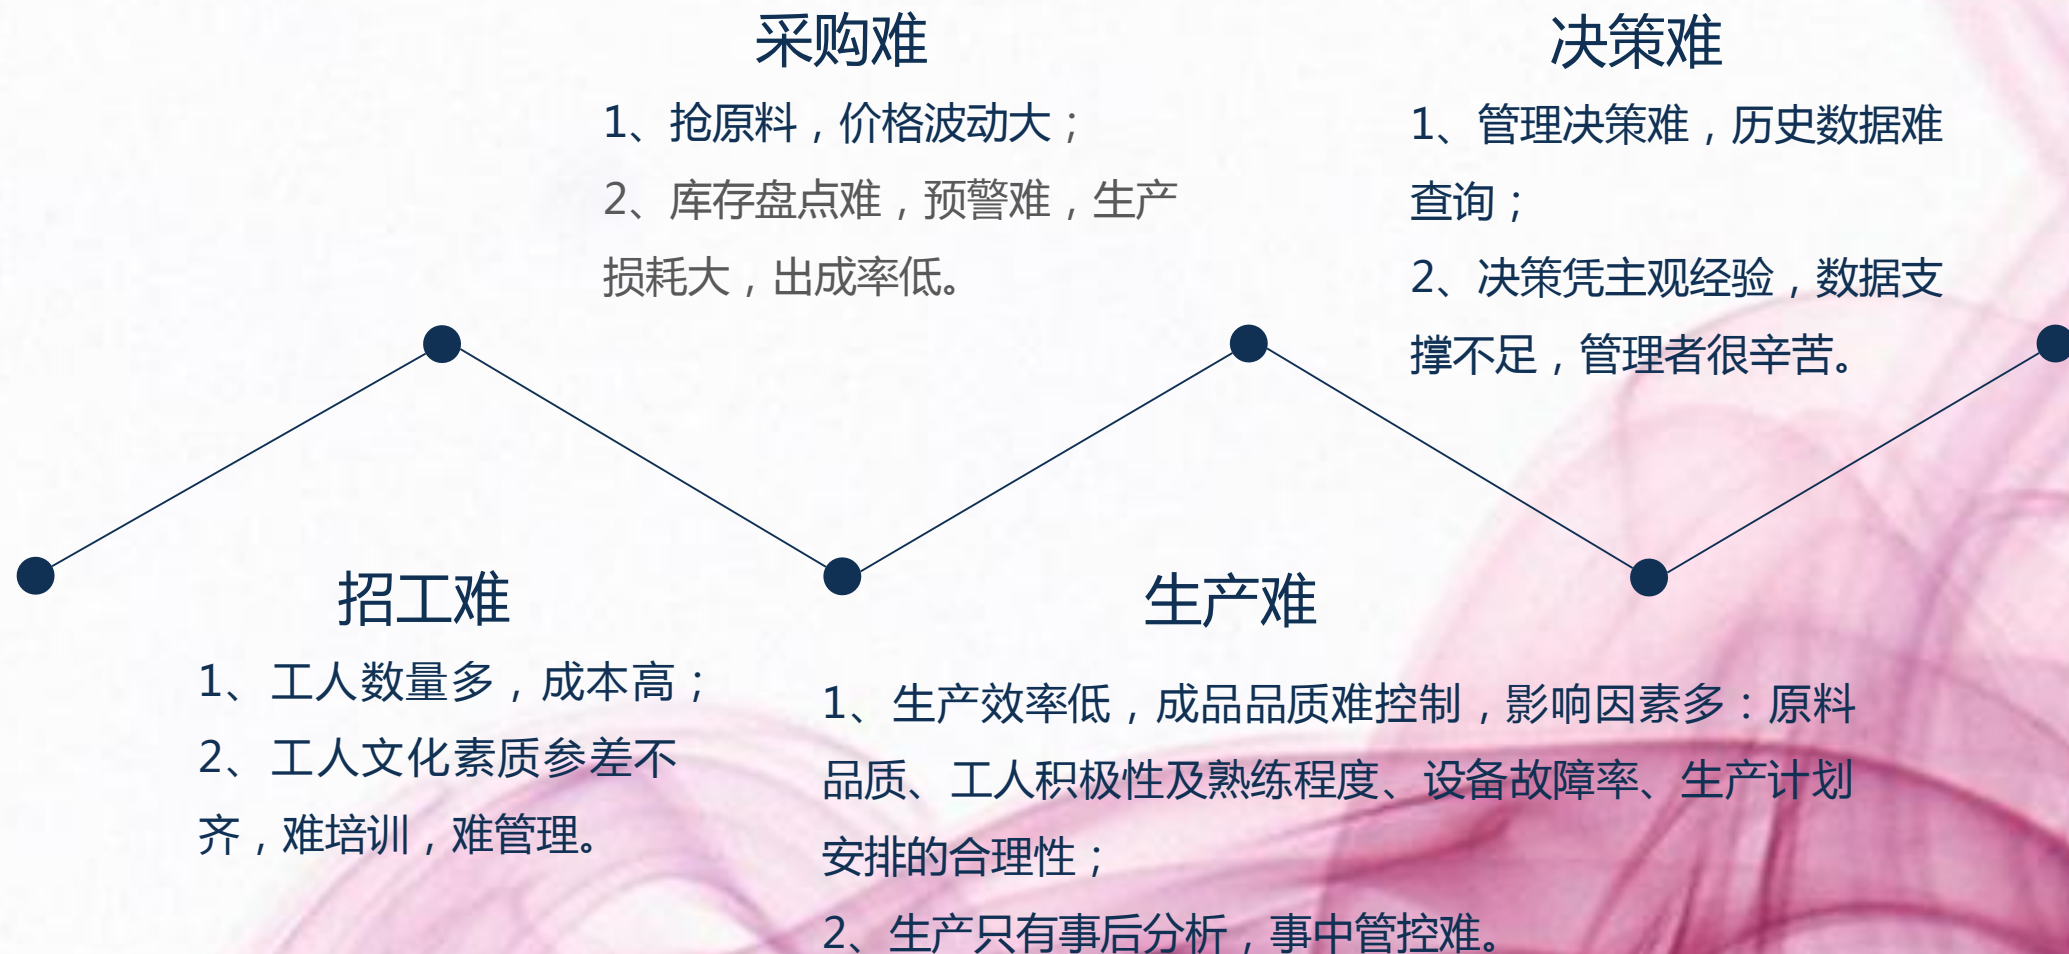 采购难
1、抢原料，价格波动大；
2、库存盘点难，预警难，生产
损耗大，出成率低。
决策难
1、管理决策难，历史数据难
查询；
2、决策凭主观经验，数据支
撑不足，管理者很辛苦。
招工难
1、工人数量多，成本高；
2、工人文化素质参差不
齐，难培训，难管理。
生产难
1、生产效率低，成品品质难控制，影响因素多：原料
品质、工人积极性及熟练程度、设备故障率、生产计划
安排的合理性；
2、生产只有事后分析，事中管控难。